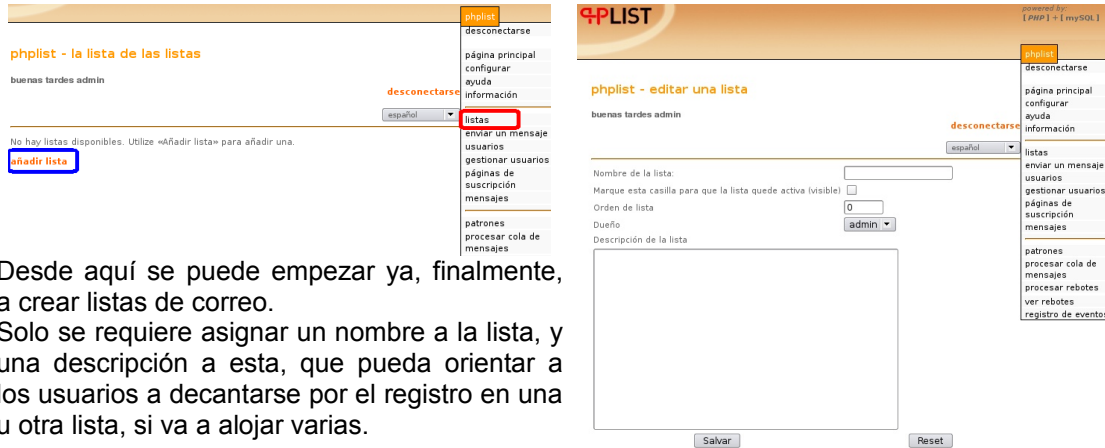 phplist
desconectarse
phplist - la lista de las listas
página principal
configurar
buenas tardes admin
ayuda
desconectarse
información
español
listas
enviar un mensaje
No hay listas disponibles. Utilize «Añadir lista» para añadir una.
usuarios
añadir lista
gestionar usuarios
páginas de
suscripción
mensajes
patrones
procesar cola de
mensajes
Desde aquí se puede empezar ya, finalmente,
a crear listas de correo.
Solo se requiere asignar un nombre a la lista, y
una descripción a esta, que pueda orientar a
los usuarios a decantarse por el registro en una
u otra lista, si va a alojar varias.
PHPLIST
powered by:
[ PHP ] + [ mySQL ]
phplist
desconectarse
phplist - editar una lista
página principal
configurar
buenas tardes admin
ayuda
desconectarse
información
español
listas
enviar un mensaje
Nombre de la lista:
usuarios
Marque esta casilla para que la lista quede activa (visible)
gestionar usuarios
Orden de lista
0
páginas de
suscripción
Dueño
admin
mensajes
Descripción de la lista
patrones
procesar cola de
mensajes
procesar rebotes
ver rebotes
registro de eventos
Salvar
Reset